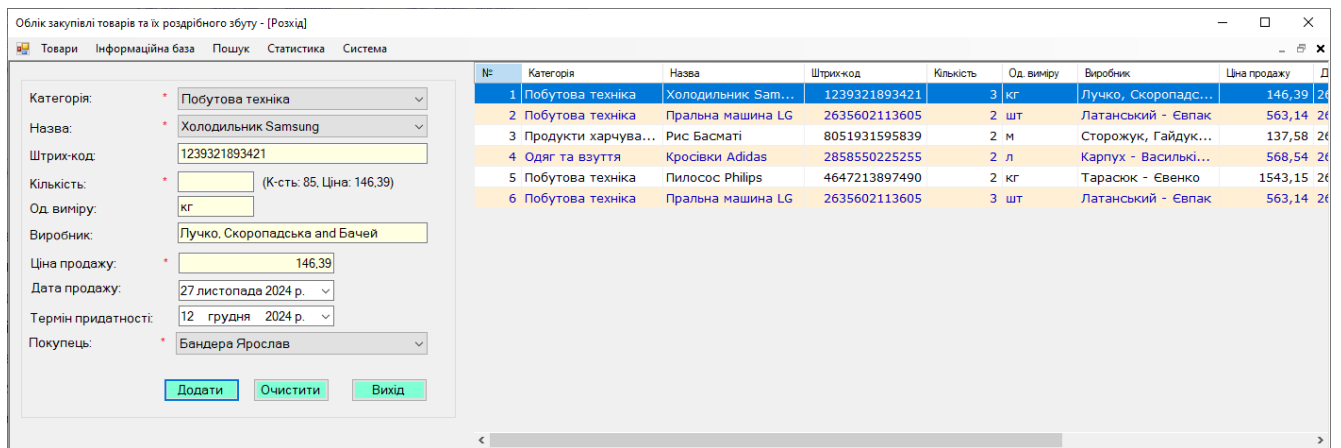 Облік закупівлі товарів та їх роздрібного збуту - [Розхід]
Товари Інформаційна база Пошук Статистика Система
Категорія: * Побутова техніка
Назва: * Холодильник Samsung
Штрих-код: 1239321893421
Кількість: * (К-сть: 85, Ціна: 146,39)
Од. виміру: кг
Виробник: Лучко, Скоропадська and Бачей
Ціна продажу: * 146,39
Дата продажу: 27 листопада 2024 р.
Термін придатності: 12 грудня 2024 р.
Покупець: * Бандера Ярослав
Додати Очистити Вихід
№ Категорія Назва Штрих-код Кількість Од. виміру Виробник Ціна продажу Д
1 Побутова техніка Холодильник Sam... 1239321893421 3 кг Лучко, Скоропадс... 146,39 26
2 Побутова техніка Пральна машина LG 2635602113605 2 шт Латанський - Євпак 563,14 26
3 Продукти харчува... Рис Басматі 8051931595839 2 м Сторожук, Гайдук... 137,58 26
4 Одяг та взуття Кросівки Adidas 2858550225255 2 л Карпух - Василькі... 568,54 26
5 Побутова техніка Пилосос Philips 4647213897490 2 кг Тарасюк - Євенко 1543,15 26
6 Побутова техніка Пральна машина LG 2635602113605 3 шт Латанський - Євпак 563,14 26